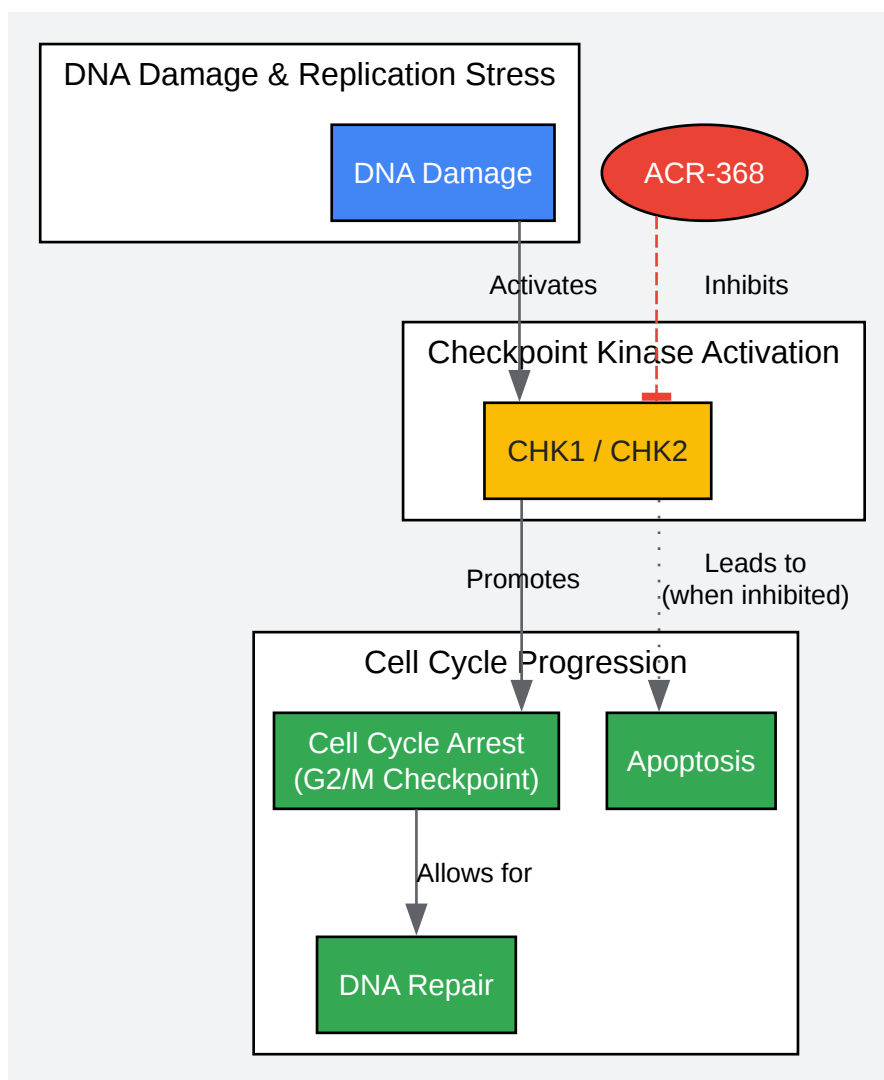 DNA Damage & Replication Stress
DNA Damage
ACR-368
Activates
Inhibits
Checkpoint Kinase Activation
CHK1 / CHK2
Promotes
Leads to
(when inhibited)
Cell Cycle Progression
Cell Cycle Arrest
(G2/M Checkpoint)
Apoptosis
Allows for
DNA Repair